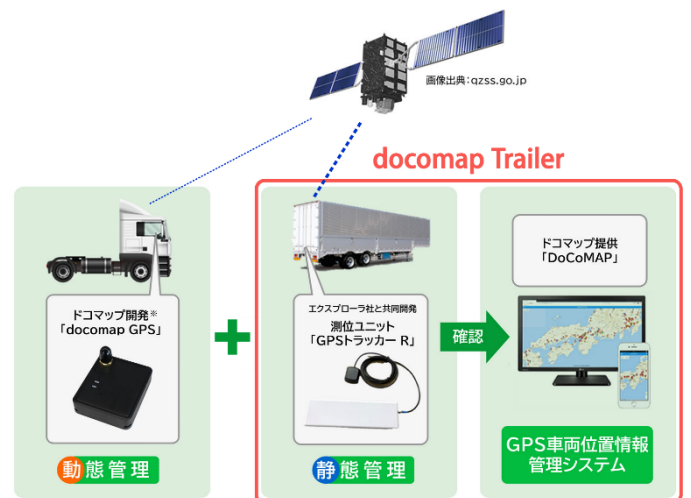 画像出典:qzss.go.jp
docomap Trailer
ドコマップ開発※
「docomap GPS」
動態管理
エクスプローラ社と共同開発
測位ユニット
「GPSトラッカー R」
静態管理
確認
ドコマップ提供
「DoCoMAP」
GPS車両位置情報
管理システム